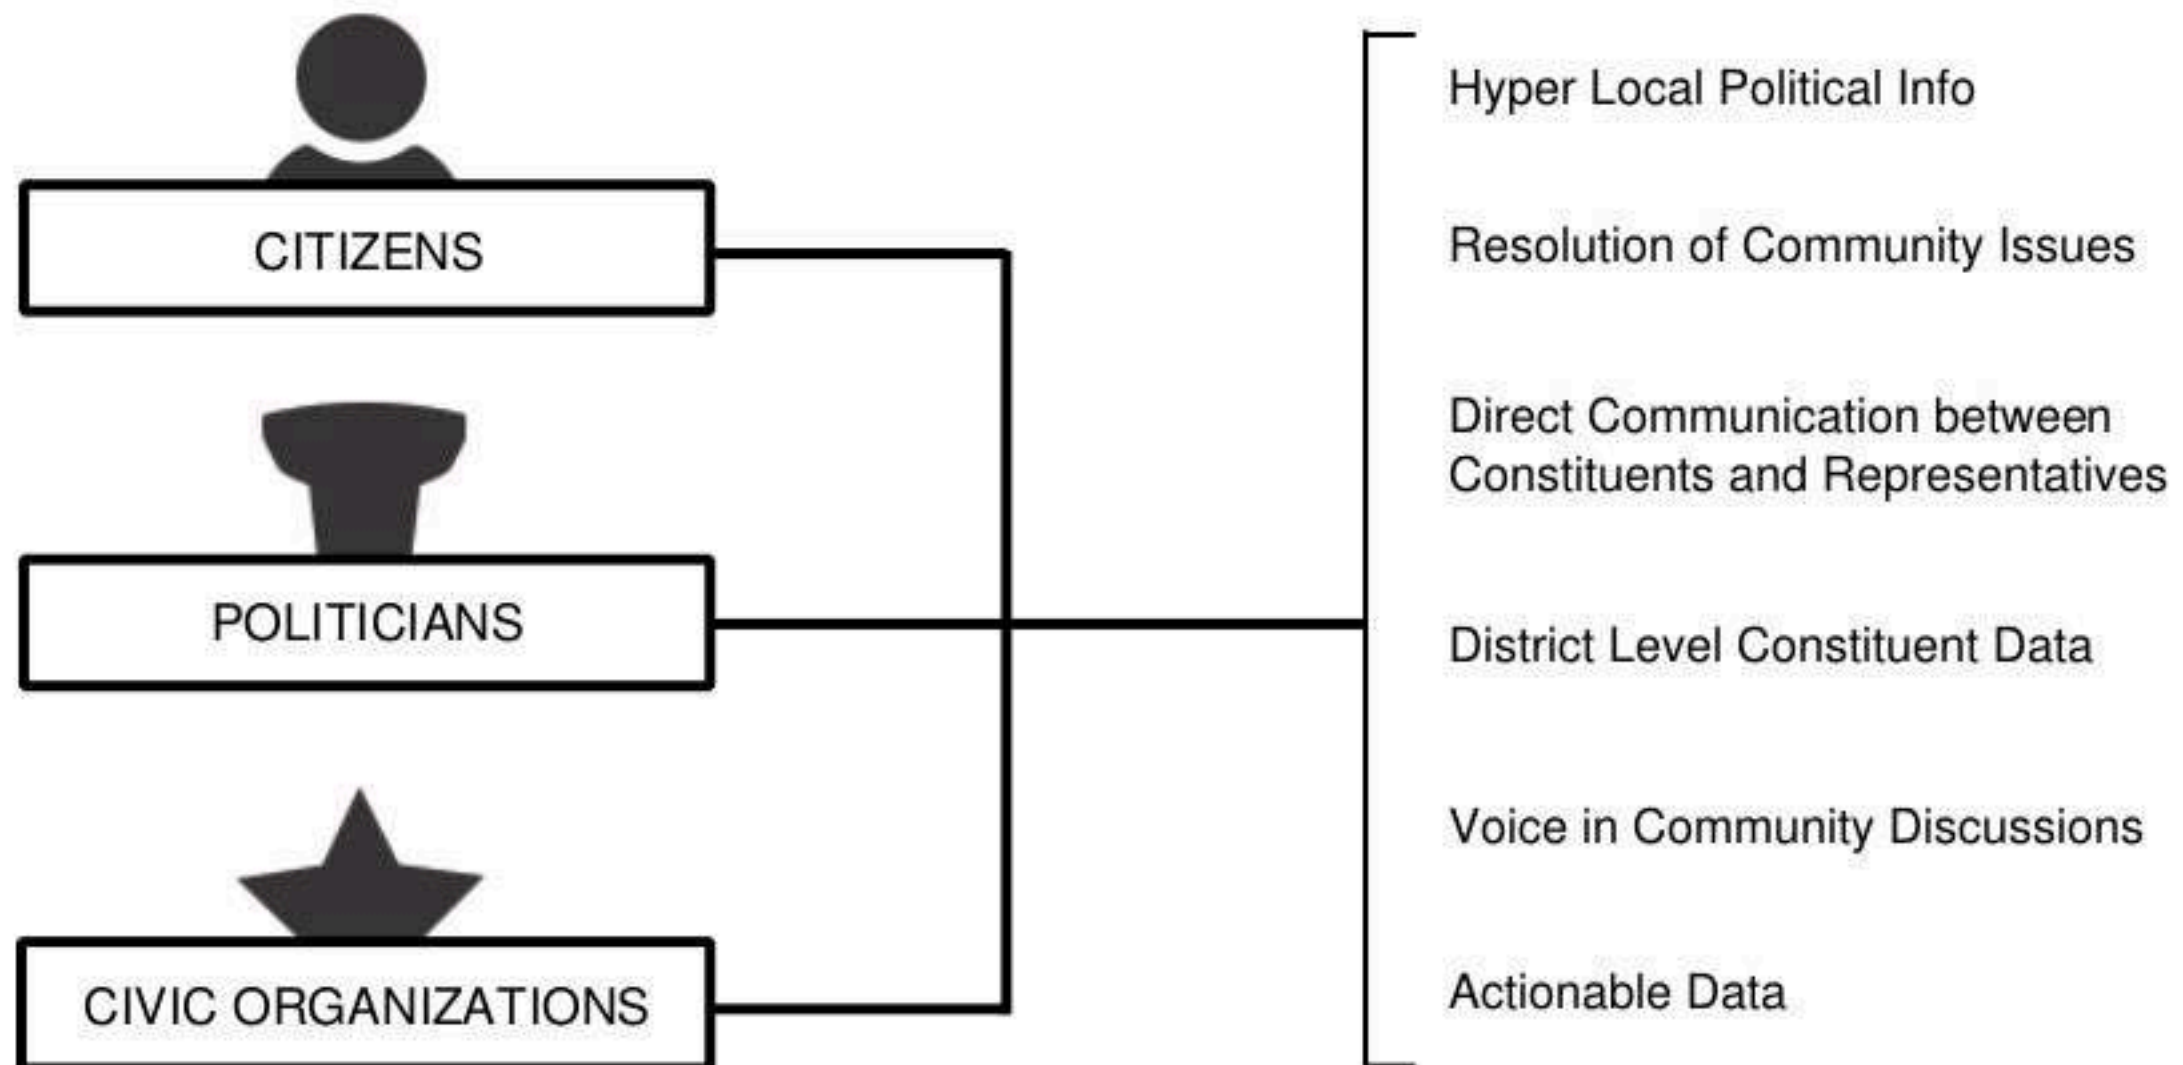 CITIZENS
POLITICIANS
CIVIC ORGANIZATIONS
Hyper Local Political Info
Resolution of Community Issues
Direct Communication between
Constituents and Representatives
District Level Constituent Data
Voice in Community Discussions
Actionable Data